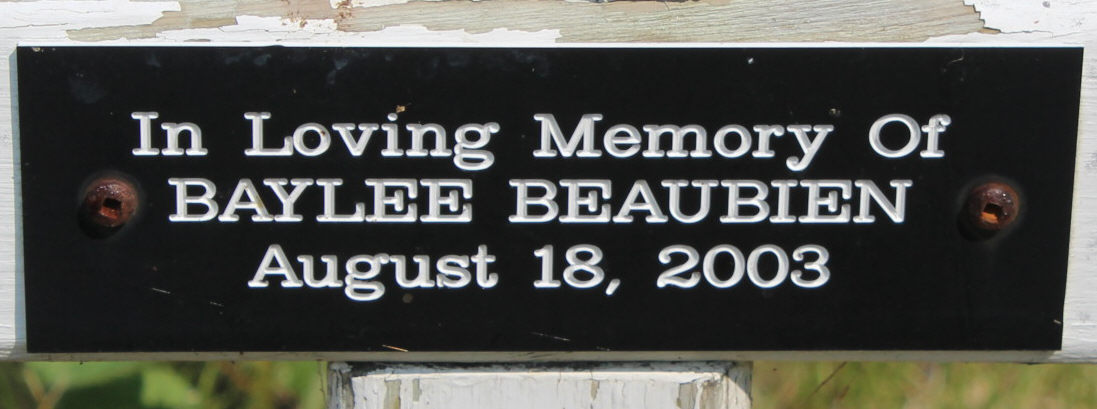 In Loving Memory Of
BAYLEE BEAUBIEN
August 18, 2003